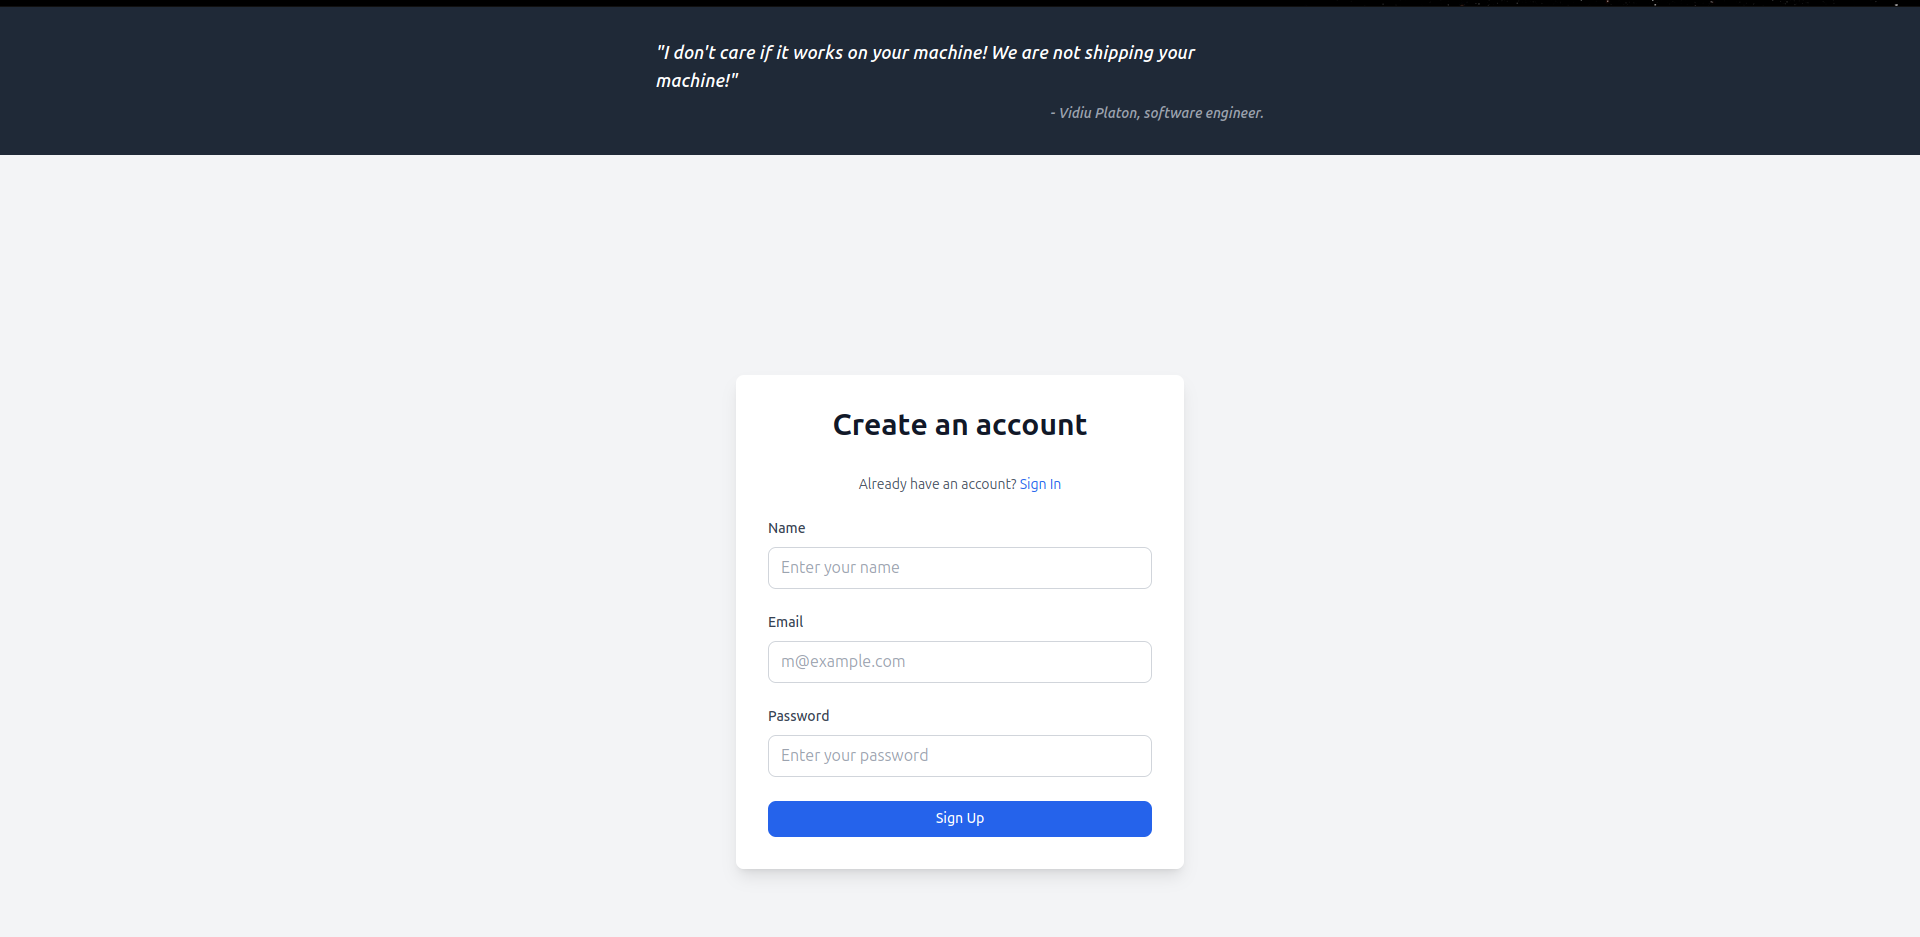 "I don't care if it works on your machine! We are not shipping your
machine!"
- Vidiu Platon, software engineer.
Create an account
Already have an account? Sign In
Name
Enter your name
Email
m@example.com
Password
Enter your password
Sign Up